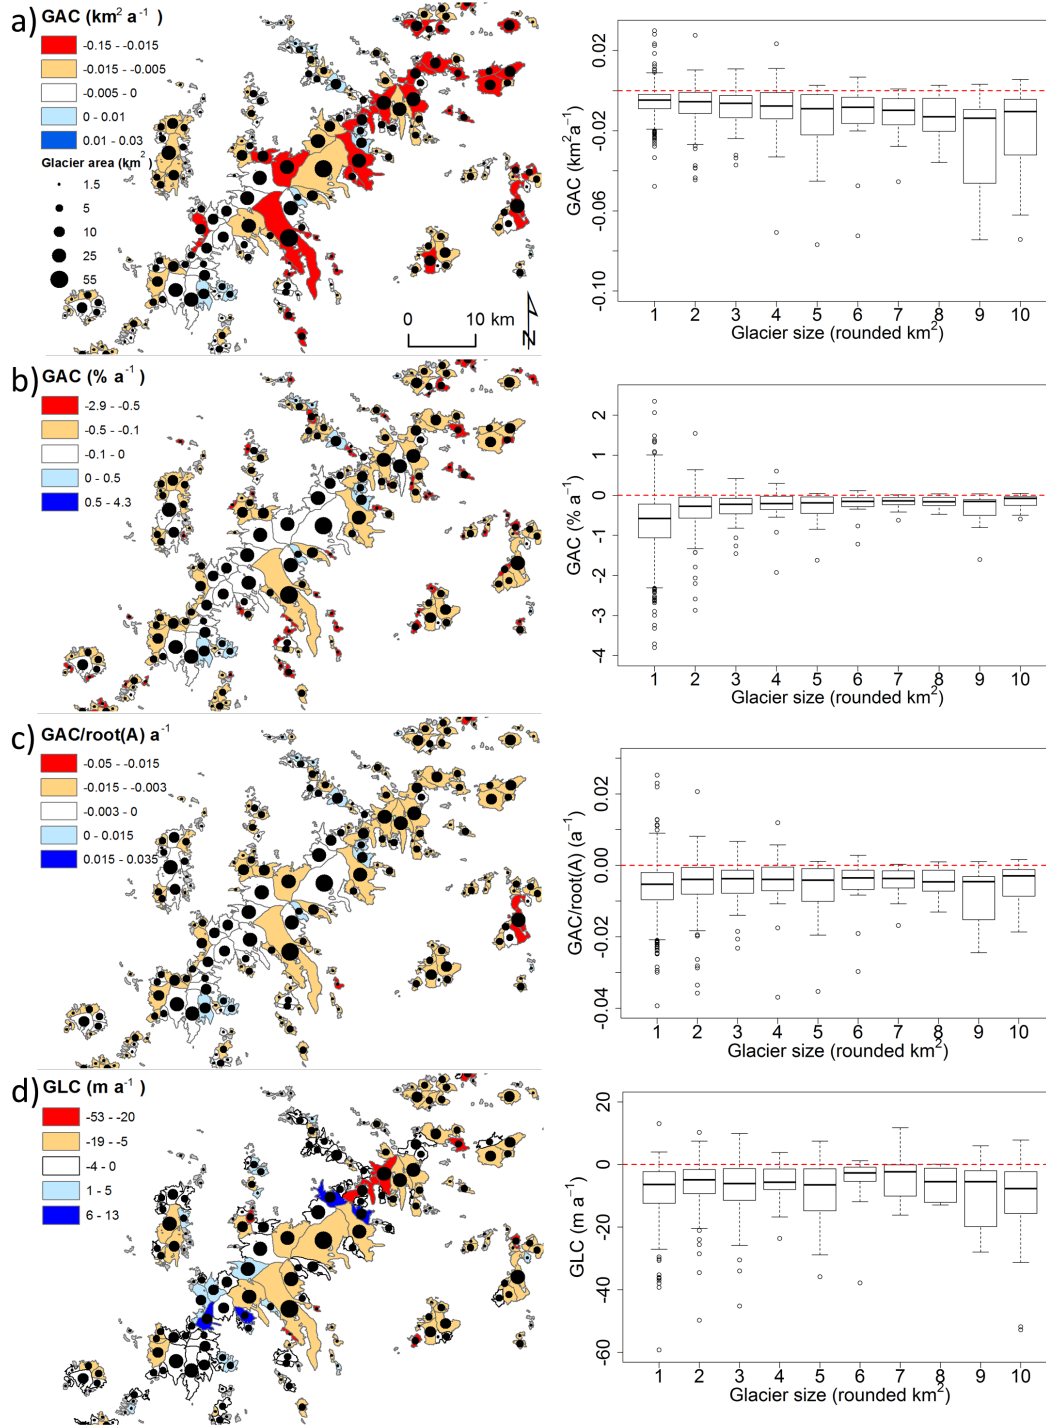 a)
GAC (km² a⁻¹)
-0.15 - -0.015
-0.015 - -0.005
-0.005 - 0
0 - 0.01
0.01 - 0.03
Glacier area (km²)
1.5
5
10
25
55
0 10 km
N
0.02
-0.02
-0.06
-0.10
GAC (km²a⁻¹)
1 2 3 4 5 6 7 8 9 10
Glacier size (rounded km²)
b)
GAC (% a⁻¹)
-2.9 - -0.5
-0.5 - -0.1
-0.1 - 0
0 - 0.5
0.5 - 4.3
2
1
0
-1
-2
-3
-4
GAC (% a⁻¹)
1 2 3 4 5 6 7 8 9 10
Glacier size (rounded km²)
c)
GAC/root(A) a⁻¹
-0.05 - -0.015
-0.015 - -0.003
-0.003 - 0
0 - 0.015
0.015 - 0.035
0.02
0.00
-0.02
-0.04
GAC/root(A) (a⁻¹)
1 2 3 4 5 6 7 8 9 10
Glacier size (rounded km²)
d)
GLC (m a⁻¹)
-53 - -20
-19 - -5
-4 - 0
1 - 5
6 - 13
20
0
-20
-40
-60
GLC (m a⁻¹)
1 2 3 4 5 6 7 8 9 10
Glacier size (rounded km²)